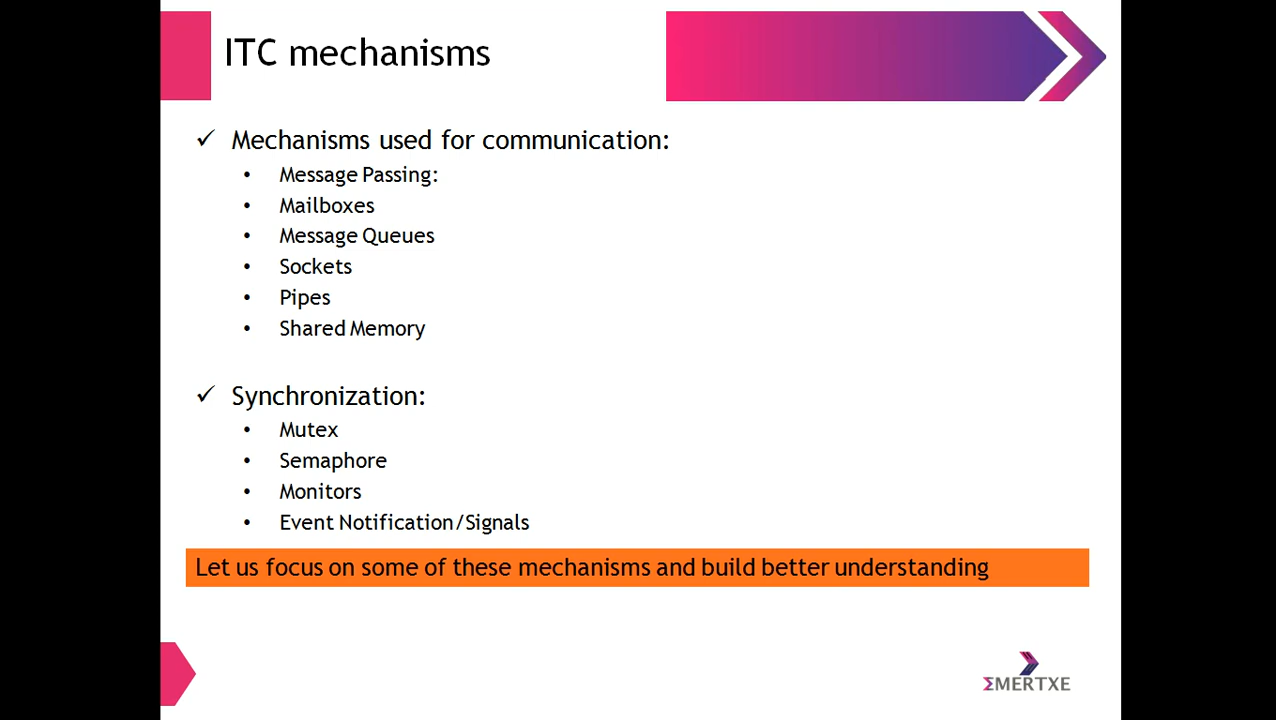 ITC mechanisms
✓ Mechanisms used for communication:
• Message Passing:
• Mailboxes
• Message Queues
• Sockets
• Pipes
• Shared Memory
✓ Synchronization:
• Mutex
• Semaphore
• Monitors
• Event Notification/Signals
Let us focus on some of these mechanisms and build better understanding
ΣMERTXE